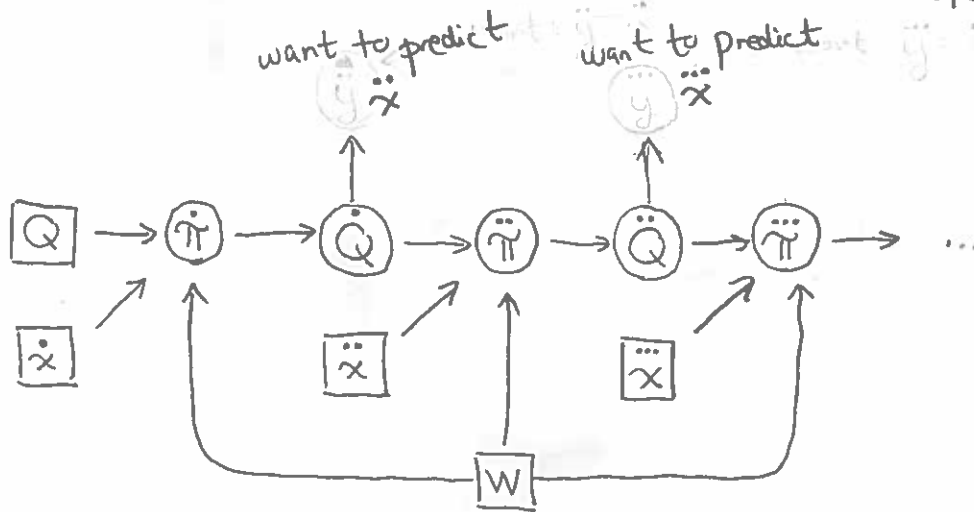 want to predict want to predict
ÿ ẍ y⃛ x⃛
Q π̇ Q̇ π̈ Q̈ π⃛ ...
ẋ ẍ x⃛
W